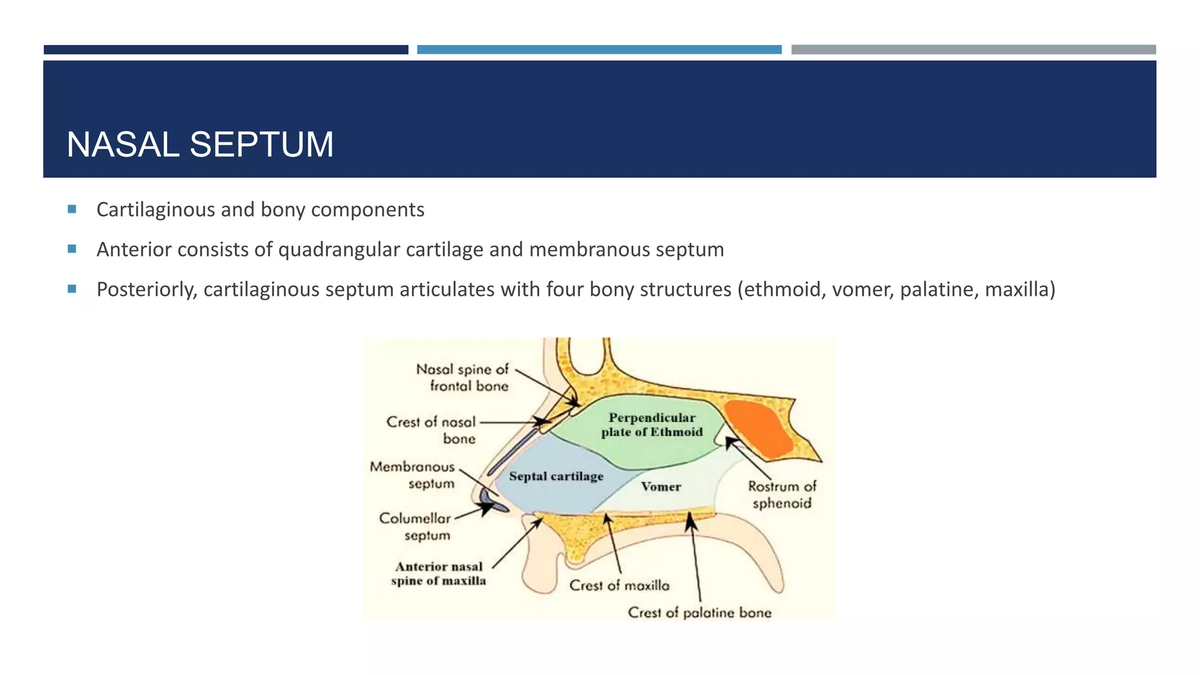 NASAL SEPTUM
Cartilaginous and bony components
Anterior consists of quadrangular cartilage and membranous septum
Posteriorly, cartilaginous septum articulates with four bony structures (ethmoid, vomer, palatine, maxilla)
Nasal spine of
frontal bone
Crest of nasal
bone
Perpendicular
plate of Ethmoid
Membranous
septum
Septal cartilage
Vomer
Rostrum of
sphenoid
Columellar
septum
Anterior nasal
spine of maxilla
Crest of maxilla
Crest of palatine bone